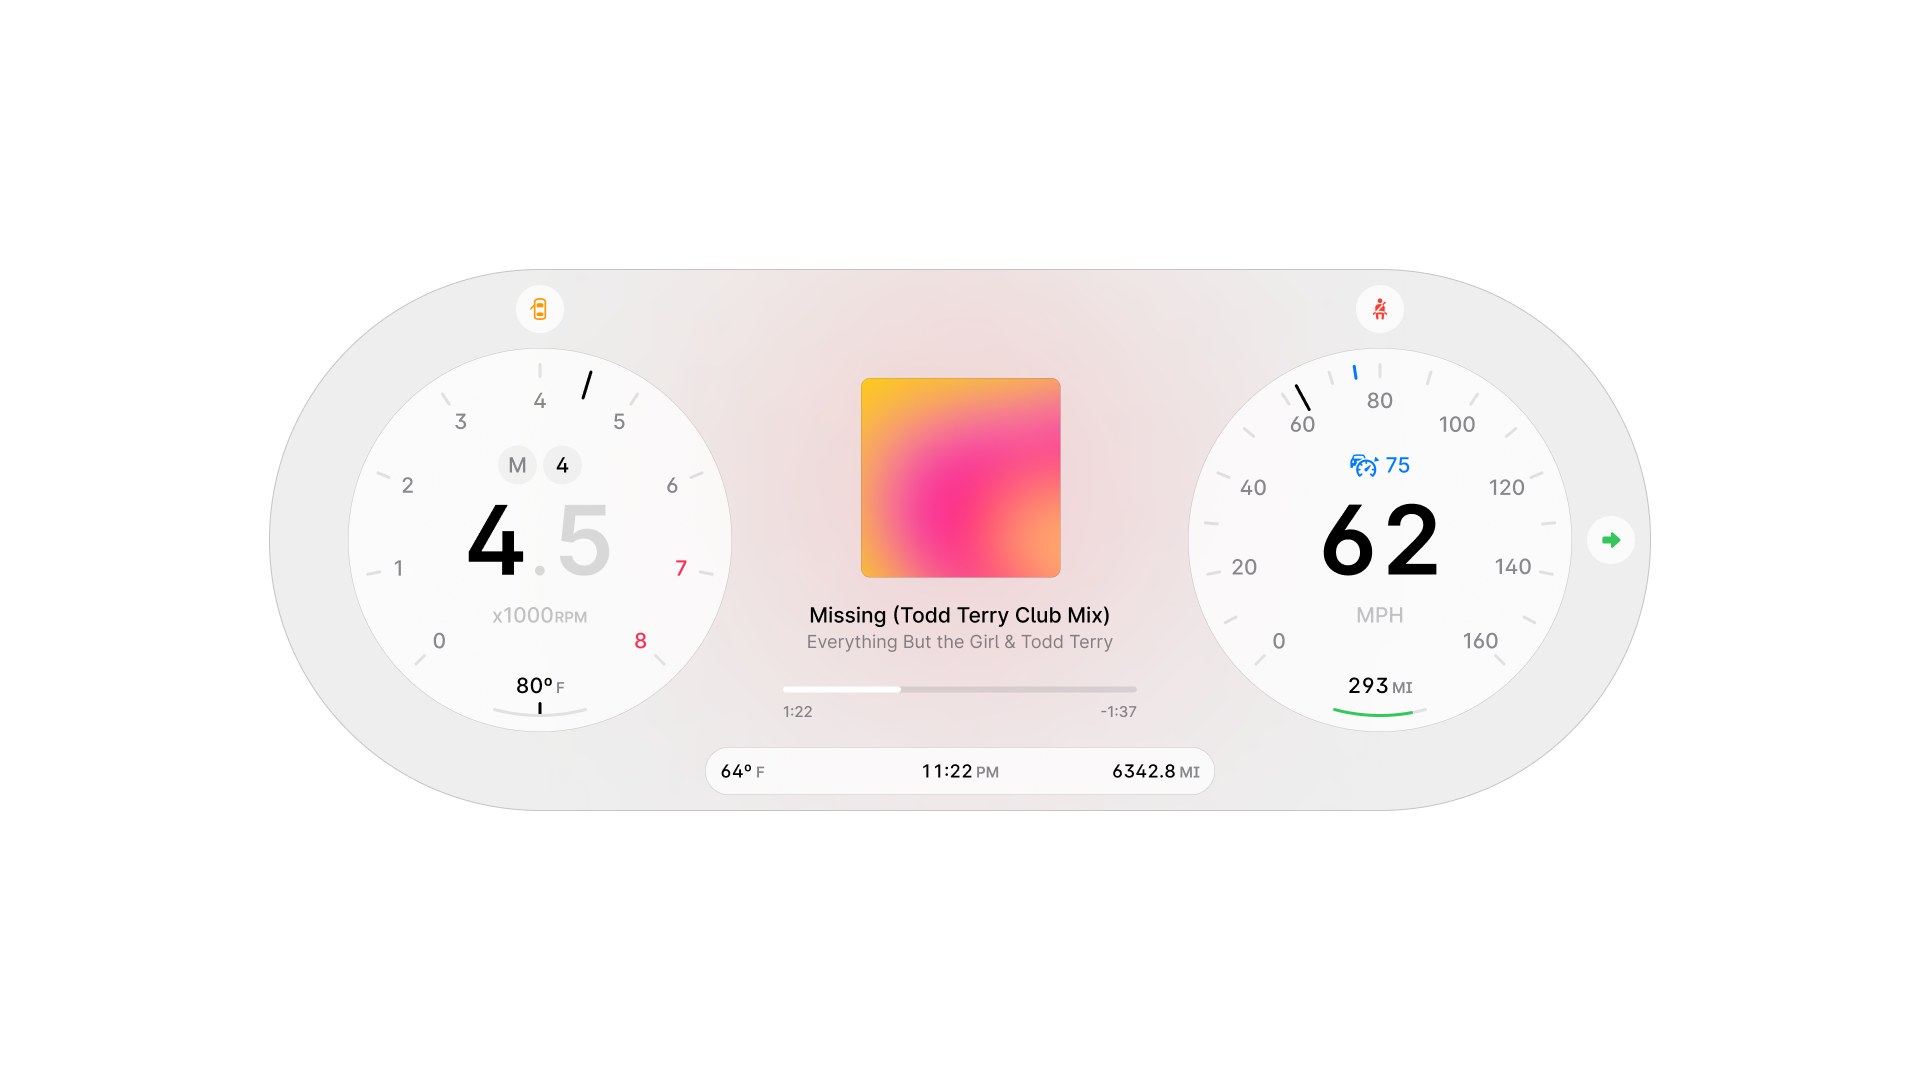 4
3
5
M 4
2
6
4.5
1
7
x1000RPM
0
8
80º F
Missing (Todd Terry Club Mix)
Everything But the Girl & Todd Terry
1:22
-1:37
64º F
11:22 PM
6342.8 MI
80
60
100
75
40
120
62
20
140
MPH
0
160
293 MI